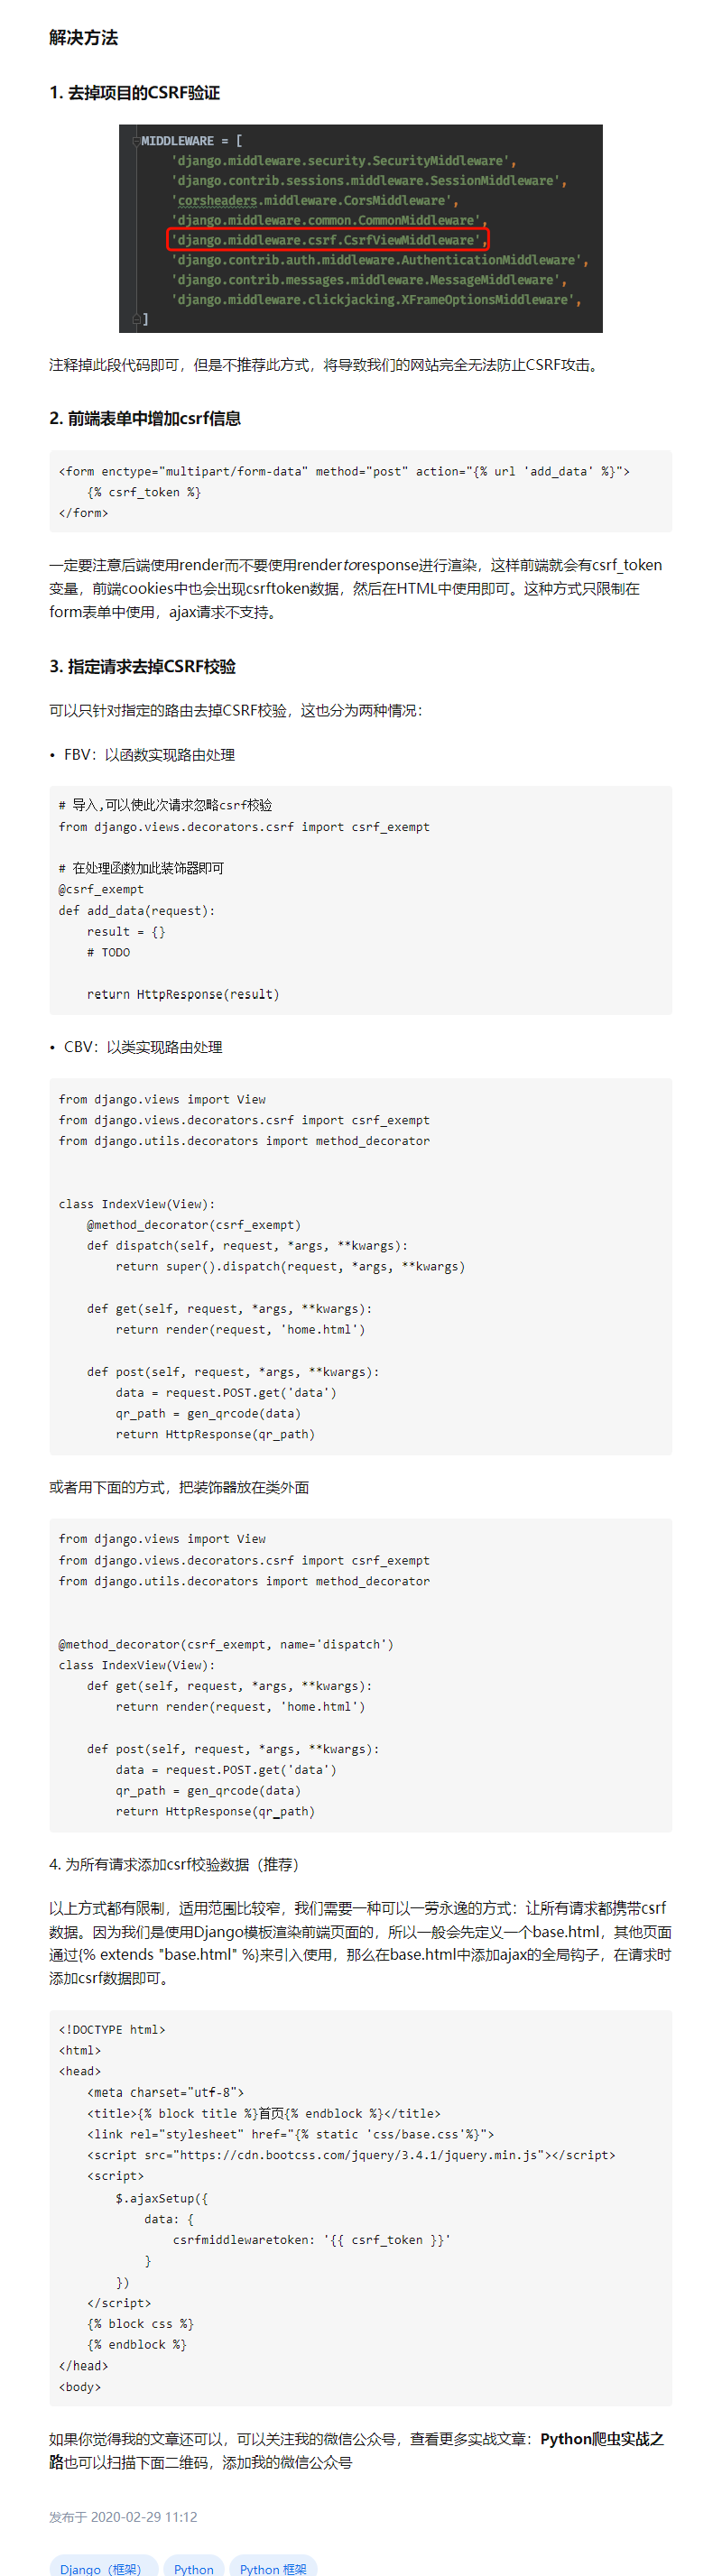 解决方法
1. 去掉项目的CSRF验证
MIDDLEWARE = [
    'django.middleware.security.SecurityMiddleware',
    'django.contrib.sessions.middleware.SessionMiddleware',
    'corsheaders.middleware.CorsMiddleware',
    'django.middleware.common.CommonMiddleware',
    'django.middleware.csrf.CsrfViewMiddleware',
    'django.contrib.auth.middleware.AuthenticationMiddleware',
    'django.contrib.messages.middleware.MessageMiddleware',
    'django.middleware.clickjacking.XFrameOptionsMiddleware',
]
注释掉此段代码即可，但是不推荐此方式，将导致我们的网站完全无法防止CSRF攻击。
2. 前端表单中增加csrf信息
<form enctype="multipart/form-data" method="post" action="{% url 'add_data' %}">
    {% csrf_token %}
</form>
一定要注意后端使用render而不要使用rendertoresponse进行渲染，这样前端就会有csrf_token
变量，前端cookies中也会出现csrftoken数据，然后在HTML中使用即可。这种方式只限制在
form表单中使用，ajax请求不支持。
3. 指定请求去掉CSRF校验
可以只针对指定的路由去掉CSRF校验，这也分为两种情况：
• FBV：以函数实现路由处理
# 导入,可以使此次请求忽略csrf校验
from django.views.decorators.csrf import csrf_exempt
# 在处理函数加此装饰器即可
@csrf_exempt
def add_data(request):
    result = {}
    # TODO
    return HttpResponse(result)
• CBV：以类实现路由处理
from django.views import View
from django.views.decorators.csrf import csrf_exempt
from django.utils.decorators import method_decorator
class IndexView(View):
    @method_decorator(csrf_exempt)
    def dispatch(self, request, *args, **kwargs):
        return super().dispatch(request, *args, **kwargs)
    def get(self, request, *args, **kwargs):
        return render(request, 'home.html')
    def post(self, request, *args, **kwargs):
        data = request.POST.get('data')
        qr_path = gen_qrcode(data)
        return HttpResponse(qr_path)
或者用下面的方式，把装饰器放在类外面
from django.views import View
from django.views.decorators.csrf import csrf_exempt
from django.utils.decorators import method_decorator
@method_decorator(csrf_exempt, name='dispatch')
class IndexView(View):
    def get(self, request, *args, **kwargs):
        return render(request, 'home.html')
    def post(self, request, *args, **kwargs):
        data = request.POST.get('data')
        qr_path = gen_qrcode(data)
        return HttpResponse(qr_path)
4. 为所有请求添加csrf校验数据（推荐）
以上方式都有限制，适用范围比较窄，我们需要一种可以一劳永逸的方式：让所有请求都携带csrf
数据。因为我们是使用Django模板渲染前端页面的，所以一般会先定义一个base.html，其他页面
通过{% extends "base.html" %}来引入使用，那么在base.html中添加ajax的全局钩子，在请求时
添加csrf数据即可。
<!DOCTYPE html>
<html>
<head>
    <meta charset="utf-8">
    <title>{% block title %}首页{% endblock %}</title>
    <link rel="stylesheet" href="{% static 'css/base.css'%}">
    <script src="https://cdn.bootcss.com/jquery/3.4.1/jquery.min.js"></script>
    <script>
        $.ajaxSetup({
            data: {
                csrfmiddlewaretoken: '{{ csrf_token }}'
            }
        })
    </script>
    {% block css %}
    {% endblock %}
</head>
<body>
如果你觉得我的文章还可以，可以关注我的微信公众号，查看更多实战文章：Python爬虫实战之
路也可以扫描下面二维码，添加我的微信公众号
发布于 2020-02-29 11:12
Django（框架） Python Python 框架